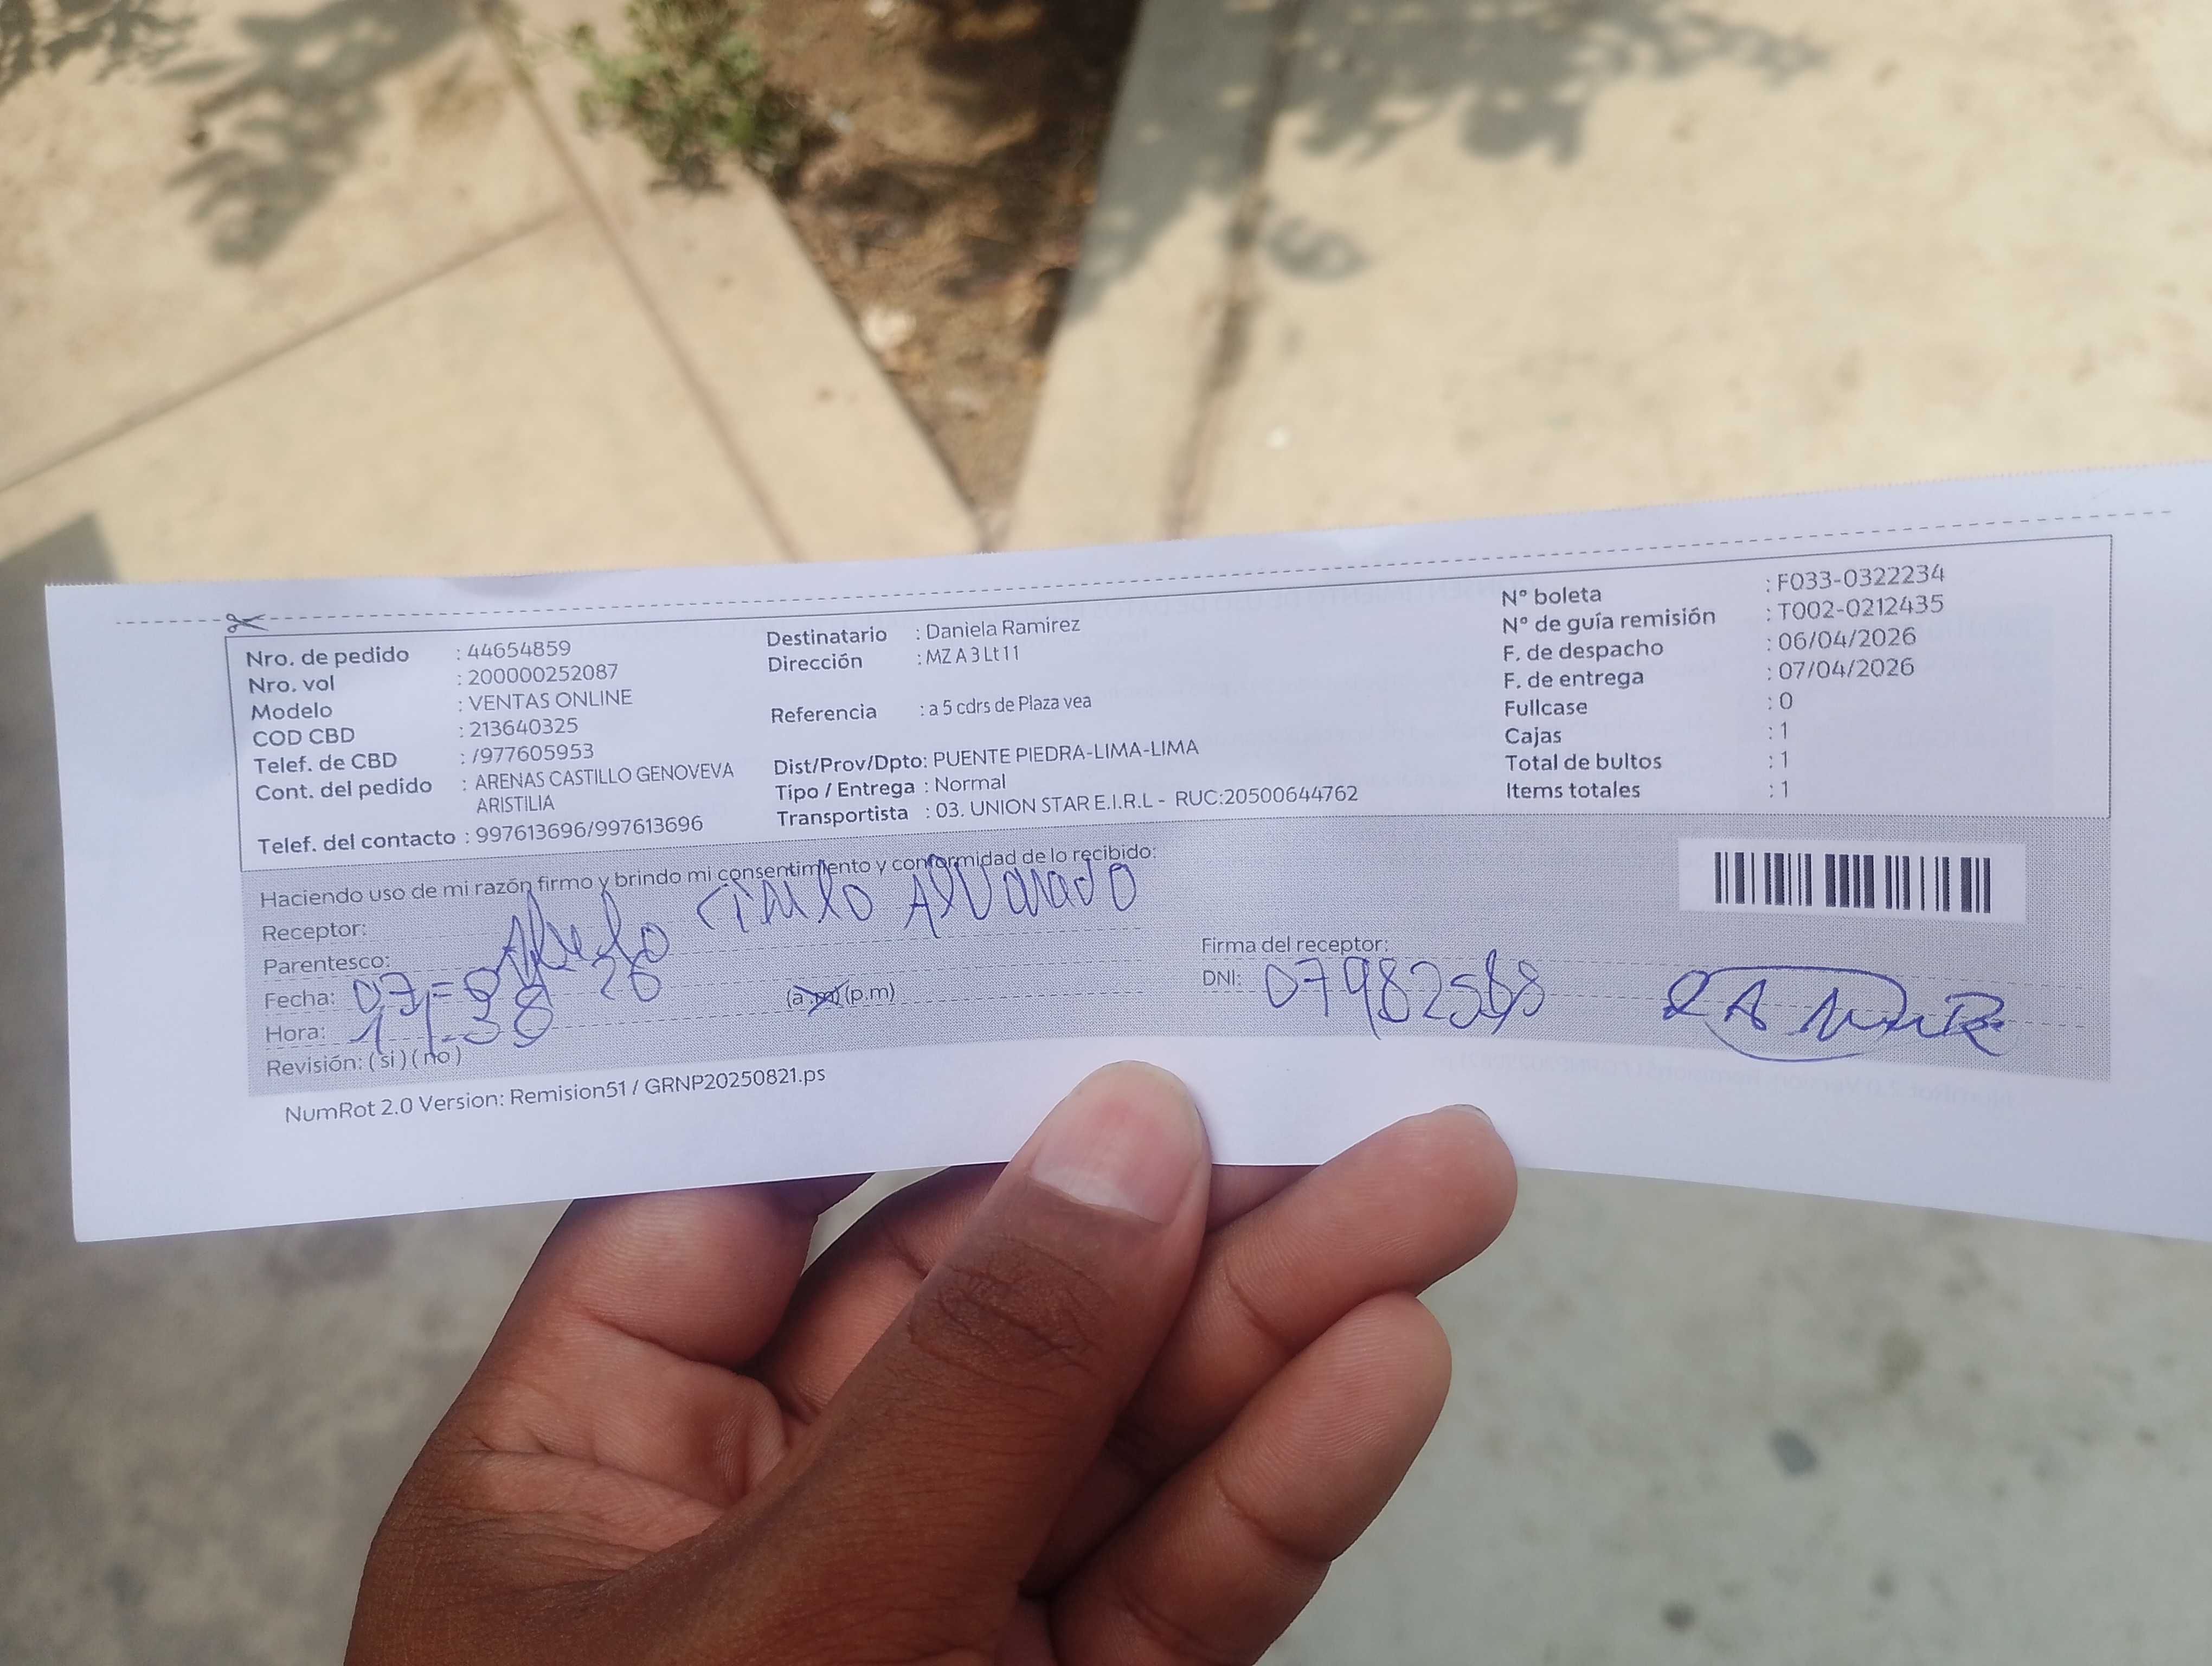 Nro. de pedido : 44654859
Nro. vol : 200000252087
Modelo : VENTAS ONLINE
COD CBD : 213640325
Telef. de CBD : /977605953
Cont. del pedido : ARENAS CASTILLO GENOVEVA
ARISTILIA
Telef. del contacto : 997613696/997613696
Destinatario : Daniela Ramirez
Dirección : MZ A 3 Lt 11
Referencia : a 5 cdrs de Plaza vea
Dist/Prov/Dpto: PUENTE PIEDRA-LIMA-LIMA
Tipo / Entrega : Normal
Transportista : 03. UNION STAR E.I.R.L - RUC:20500644762
Nº boleta : F033-0322234
Nº de guía remisión : T002-0212435
F. de despacho : 06/04/2026
F. de entrega : 07/04/2026
Fullcase : 0
Cajas : 1
Total de bultos : 1
Items totales : 1
Haciendo uso de mi razón firmo y brindo mi consentimiento y conformidad de lo recibido:
Receptor: Alvarado
Parentesco:
Fecha: 07 26
Hora: (a.m) (p.m)
Revisión: ( si ) ( no )
Firma del receptor:
DNI:
NumRot 2.0 Version: Remision51 / GRNP20250821.ps